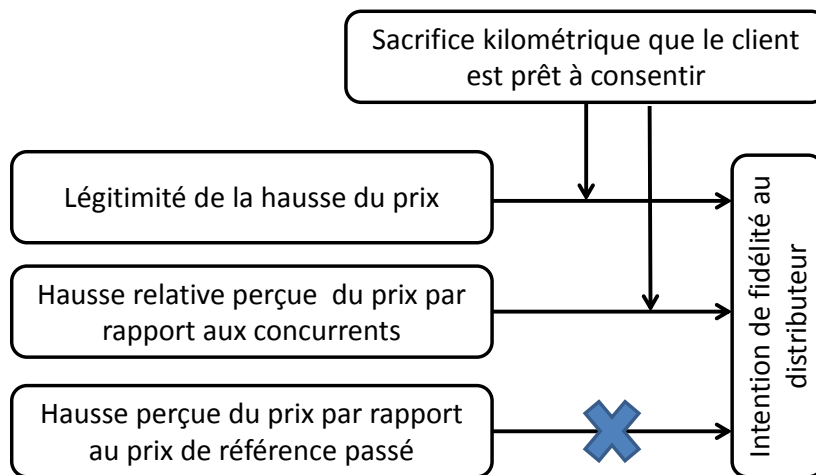 Sacrifice kilométrique que le client
est prêt à consentir
Légitimité de la hausse du prix
Hausse relative perçue du prix par
rapport aux concurrents
Hausse perçue du prix par rapport
au prix de référence passé
Intention de fidélité au
distributeur